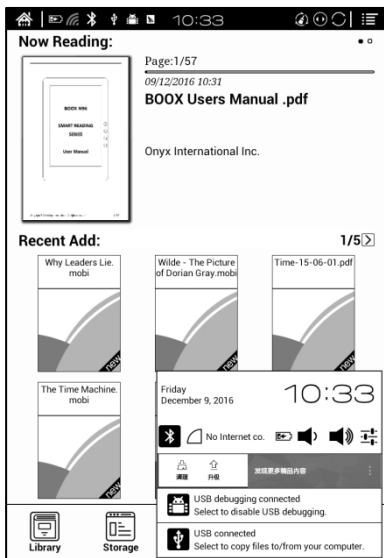 10:33
Now Reading:
Page:1/57
09/12/2016 10:31
BOOX Users Manual .pdf
BOOX N96
SMART READING
SERIES
User Manual
Onyx International Inc.
Recent Add:
1/5
Why Leaders Lie.
mobi
new
Wilde - The Picture
of Dorian Gray.mobi
new
Time-15-06-01.pdf
new
The Time Machine.
mobi
new
Friday
December 9, 2016
10:33
No Internet co.
清理
升级
发现更多精品内容
USB debugging connected
Select to disable USB debugging.
USB connected
Select to copy files to/from your computer.
Library
Storage